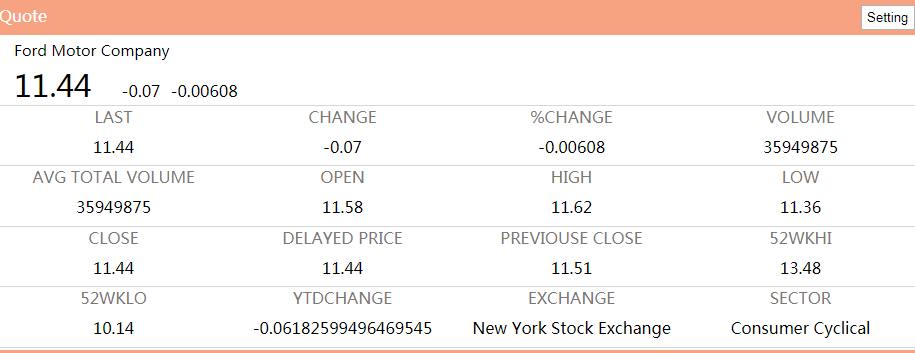 Quote Setting
Ford Motor Company
11.44 -0.07 -0.00608
LAST CHANGE %CHANGE VOLUME
11.44 -0.07 -0.00608 35949875
AVG TOTAL VOLUME OPEN HIGH LOW
35949875 11.58 11.62 11.36
CLOSE DELAYED PRICE PREVIOUSE CLOSE 52WKHI
11.44 11.44 11.51 13.48
52WKLO YTDCHANGE EXCHANGE SECTOR
10.14 -0.06182599496469545 New York Stock Exchange Consumer Cyclical